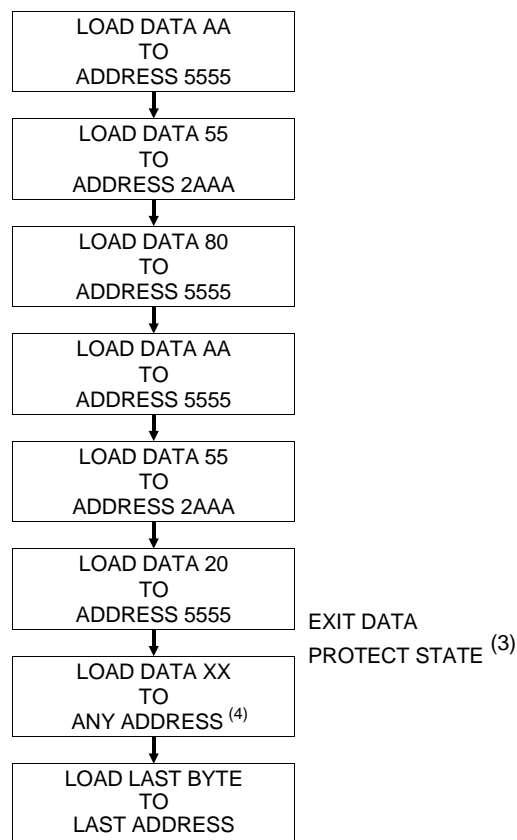 LOAD DATA AA
TO
ADDRESS 5555
LOAD DATA 55
TO
ADDRESS 2AAA
LOAD DATA 80
TO
ADDRESS 5555
LOAD DATA AA
TO
ADDRESS 5555
LOAD DATA 55
TO
ADDRESS 2AAA
LOAD DATA 20
TO
ADDRESS 5555
EXIT DATA
PROTECT STATE (3)
LOAD DATA XX
TO
ANY ADDRESS (4)
LOAD LAST BYTE
TO
LAST ADDRESS